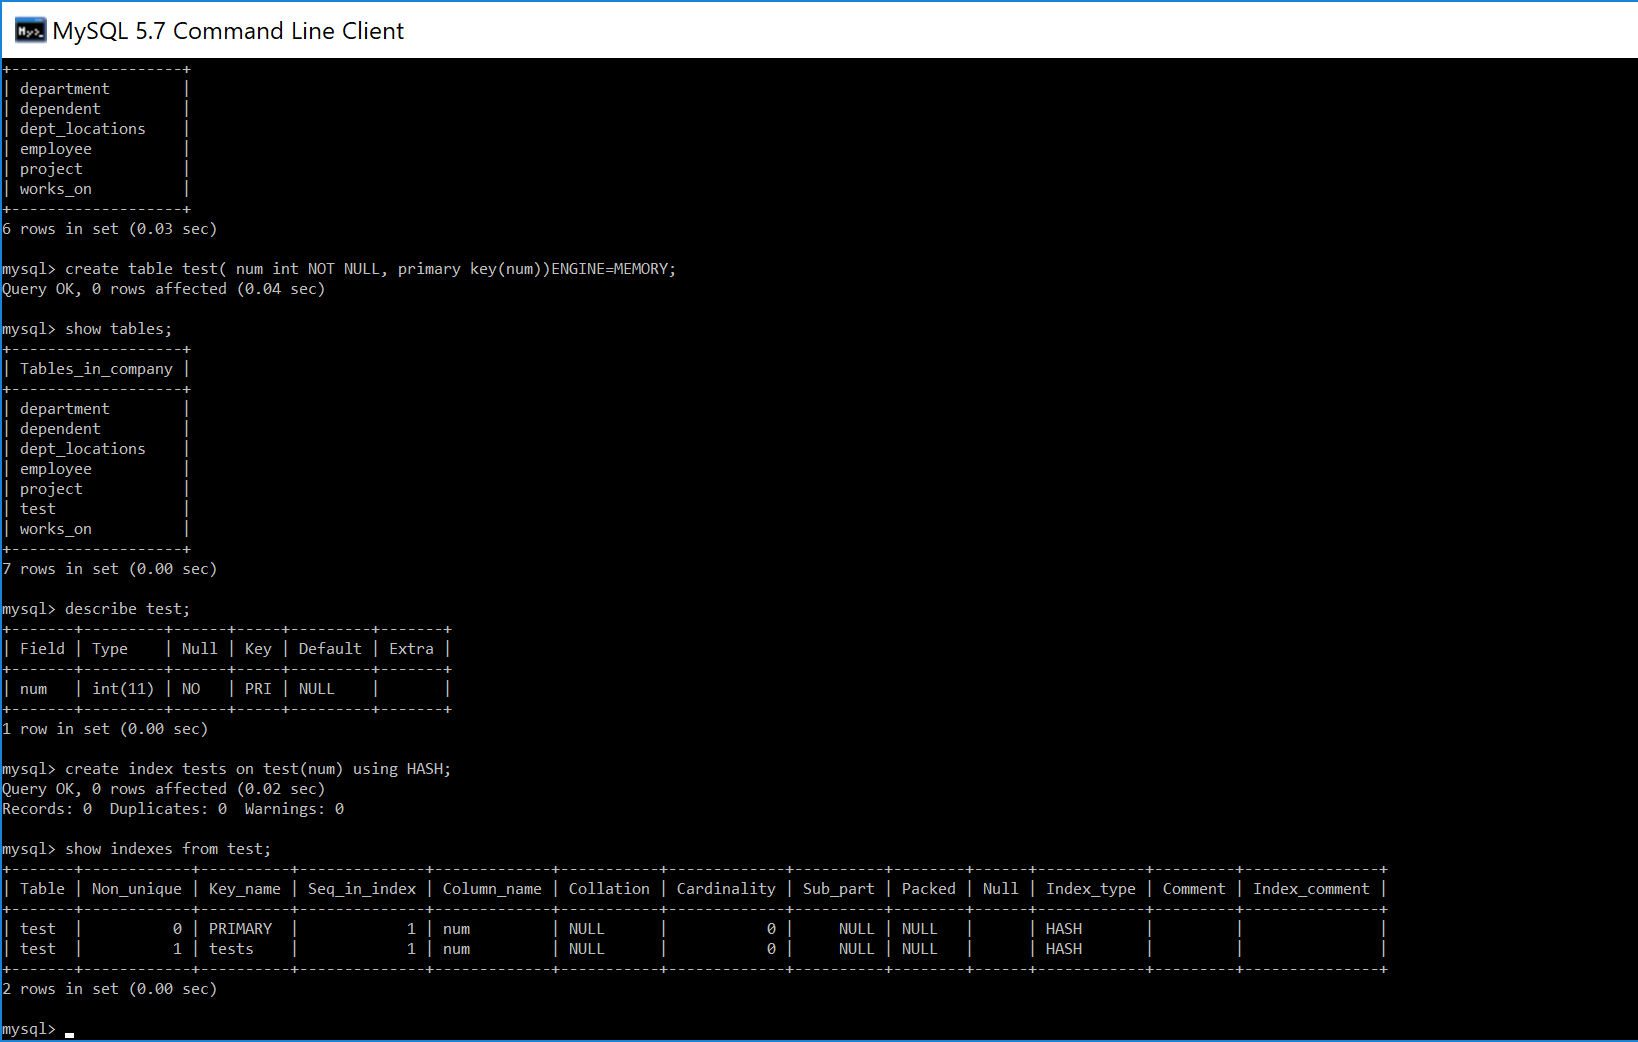 MySQL 5.7 Command Line Client
+-------------------+
| department        |
| dependent         |
| dept_locations    |
| employee          |
| project           |
| works_on          |
+-------------------+
6 rows in set (0.03 sec)
mysql> create table test( num int NOT NULL, primary key(num))ENGINE=MEMORY;
Query OK, 0 rows affected (0.04 sec)
mysql> show tables;
+-------------------+
| Tables_in_company |
+-------------------+
| department        |
| dependent         |
| dept_locations    |
| employee          |
| project           |
| test              |
| works_on          |
+-------------------+
7 rows in set (0.00 sec)
mysql> describe test;
+-------+---------+------+-----+---------+-------+
| Field | Type    | Null | Key | Default | Extra |
+-------+---------+------+-----+---------+-------+
| num   | int(11) | NO   | PRI | NULL    |       |
+-------+---------+------+-----+---------+-------+
1 row in set (0.00 sec)
mysql> create index tests on test(num) using HASH;
Query OK, 0 rows affected (0.02 sec)
Records: 0  Duplicates: 0  Warnings: 0
mysql> show indexes from test;
+-------+------------+----------+--------------+-------------+-----------+-------------+----------+--------+------+------------+---------+---------------+
| Table | Non_unique | Key_name | Seq_in_index | Column_name | Collation | Cardinality | Sub_part | Packed | Null | Index_type | Comment | Index_comment |
+-------+------------+----------+--------------+-------------+-----------+-------------+----------+--------+------+------------+---------+---------------+
| test  |          0 | PRIMARY  |            1 | num         | NULL      |           0 |     NULL | NULL   |      | HASH       |         |               |
| test  |          1 | tests    |            1 | num         | NULL      |           0 |     NULL | NULL   |      | HASH       |         |               |
+-------+------------+----------+--------------+-------------+-----------+-------------+----------+--------+------+------------+---------+---------------+
2 rows in set (0.00 sec)
mysql>